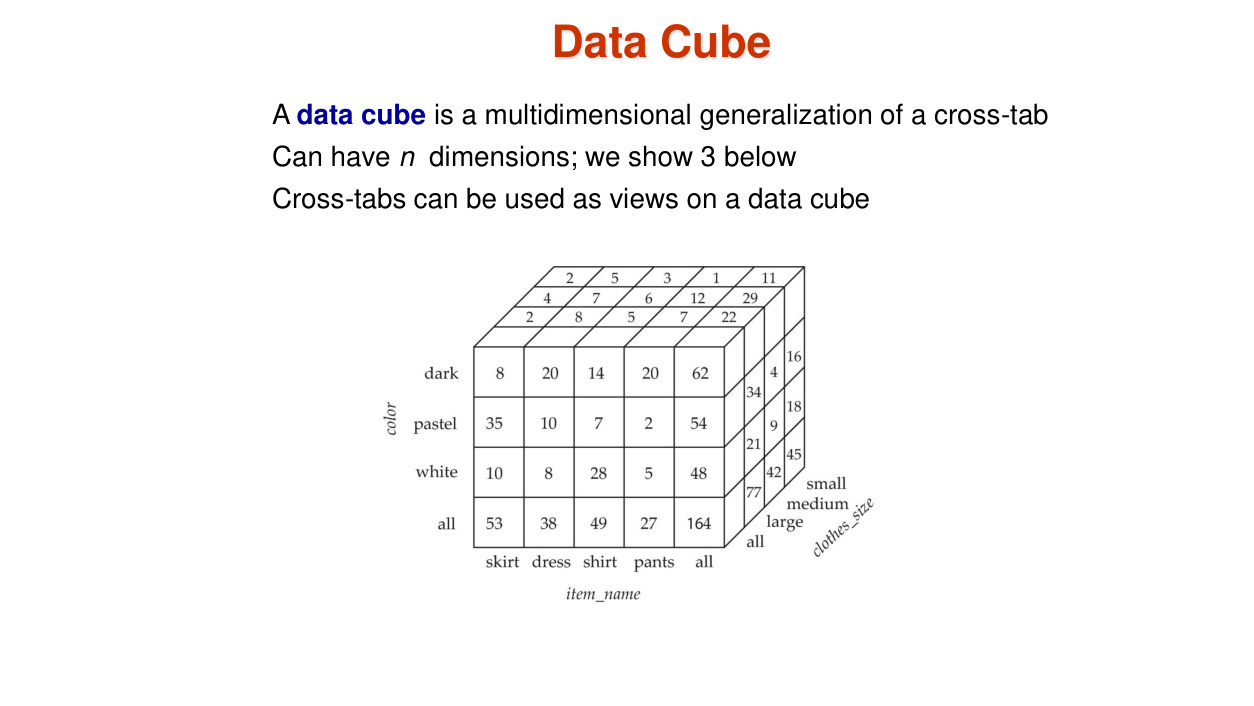 Data Cube
A data cube is a multidimensional generalization of a cross-tab
Can have n dimensions; we show 3 below
Cross-tabs can be used as views on a data cube
2 5 3 1 11
4 7 6 12 29
2 8 5 7 22
dark 8 20 14 20 62
pastel 35 10 7 2 54
white 10 8 28 5 48
all 53 38 49 27 164
16
4
34
18
9
21
45
42
77
color
small
medium
large
all
clothes_size
skirt dress shirt pants all
item_name